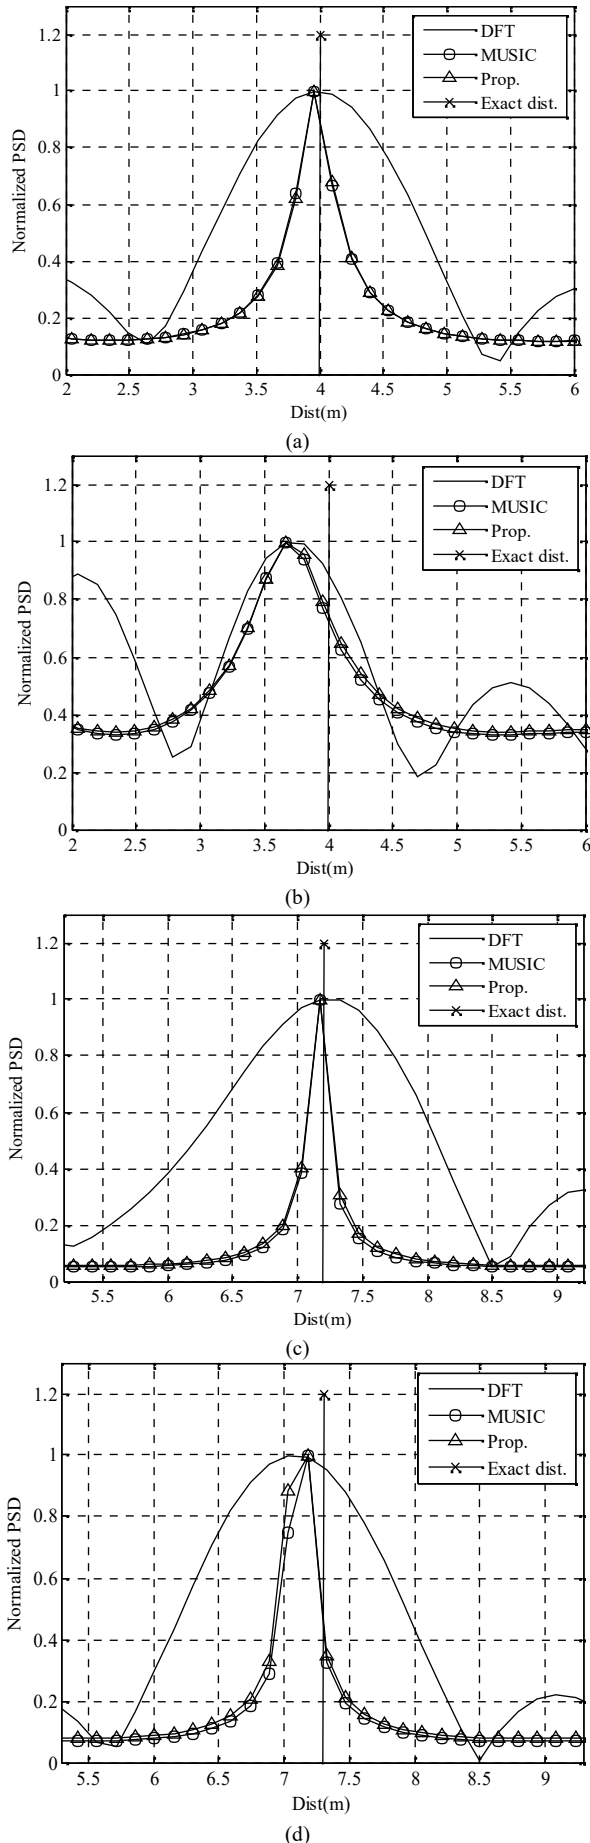 1.2
1
0.8
0.6
0.4
0.2
0
Normalized PSD
DFT
MUSIC
Prop.
Exact dist.
2 2.5 3 3.5 4 4.5 5 5.5 6
Dist(m)
(a)
1.2
1
0.8
0.6
0.4
0.2
0
Normalized PSD
DFT
MUSIC
Prop.
Exact dist.
2 2.5 3 3.5 4 4.5 5 5.5 6
Dist(m)
(b)
1.2
1
0.8
0.6
0.4
0.2
0
Normalized PSD
DFT
MUSIC
Prop.
Exact dist.
5.5 6 6.5 7 7.5 8 8.5 9
Dist(m)
(c)
1.2
1
0.8
0.6
0.4
0.2
0
Normalized PSD
DFT
MUSIC
Prop.
Exact dist.
5.5 6 6.5 7 7.5 8 8.5 9
Dist(m)
(d)